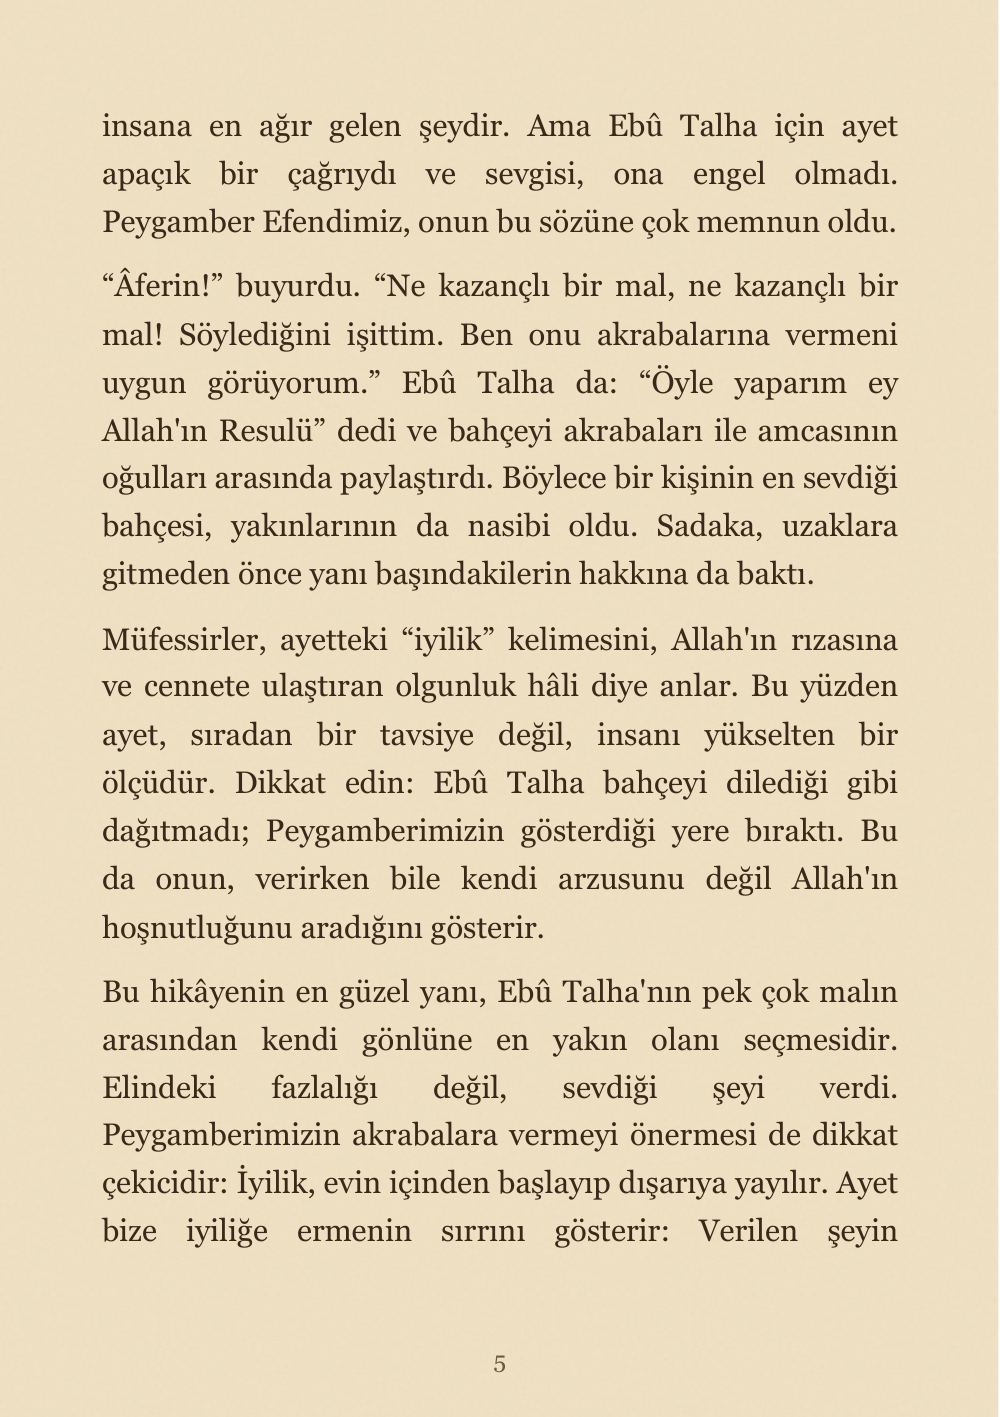 insana en ağır gelen şeydir. Ama Ebû Talha için ayet
apaçık bir çağrıydı ve sevgisi, ona engel olmadı.
Peygamber Efendimiz, onun bu sözüne çok memnun oldu.
“Âferin!” buyurdu. “Ne kazançlı bir mal, ne kazançlı bir
mal! Söylediğini işittim. Ben onu akrabalarına vermeni
uygun görüyorum.” Ebû Talha da: “Öyle yaparım ey
Allah'ın Resulü” dedi ve bahçeyi akrabaları ile amcasının
oğulları arasında paylaştırdı. Böylece bir kişinin en sevdiği
bahçesi, yakınlarının da nasibi oldu. Sadaka, uzaklara
gitmeden önce yanı başındakilerin hakkına da baktı.
Müfessirler, ayetteki “iyilik” kelimesini, Allah'ın rızasına
ve cennete ulaştıran olgunluk hâli diye anlar. Bu yüzden
ayet, sıradan bir tavsiye değil, insanı yükselten bir
ölçüdür. Dikkat edin: Ebû Talha bahçeyi dilediği gibi
dağıtmadı; Peygamberimizin gösterdiği yere bıraktı. Bu
da onun, verirken bile kendi arzusunu değil Allah'ın
hoşnutluğunu aradığını gösterir.
Bu hikâyenin en güzel yanı, Ebû Talha'nın pek çok malın
arasından kendi gönlüne en yakın olanı seçmesidir.
Elindeki fazlalığı değil, sevdiği şeyi verdi.
Peygamberimizin akrabalara vermeyi önermesi de dikkat
çekicidir: İyilik, evin içinden başlayıp dışarıya yayılır. Ayet
bize iyiliğe ermenin sırrını gösterir: Verilen şeyin
5